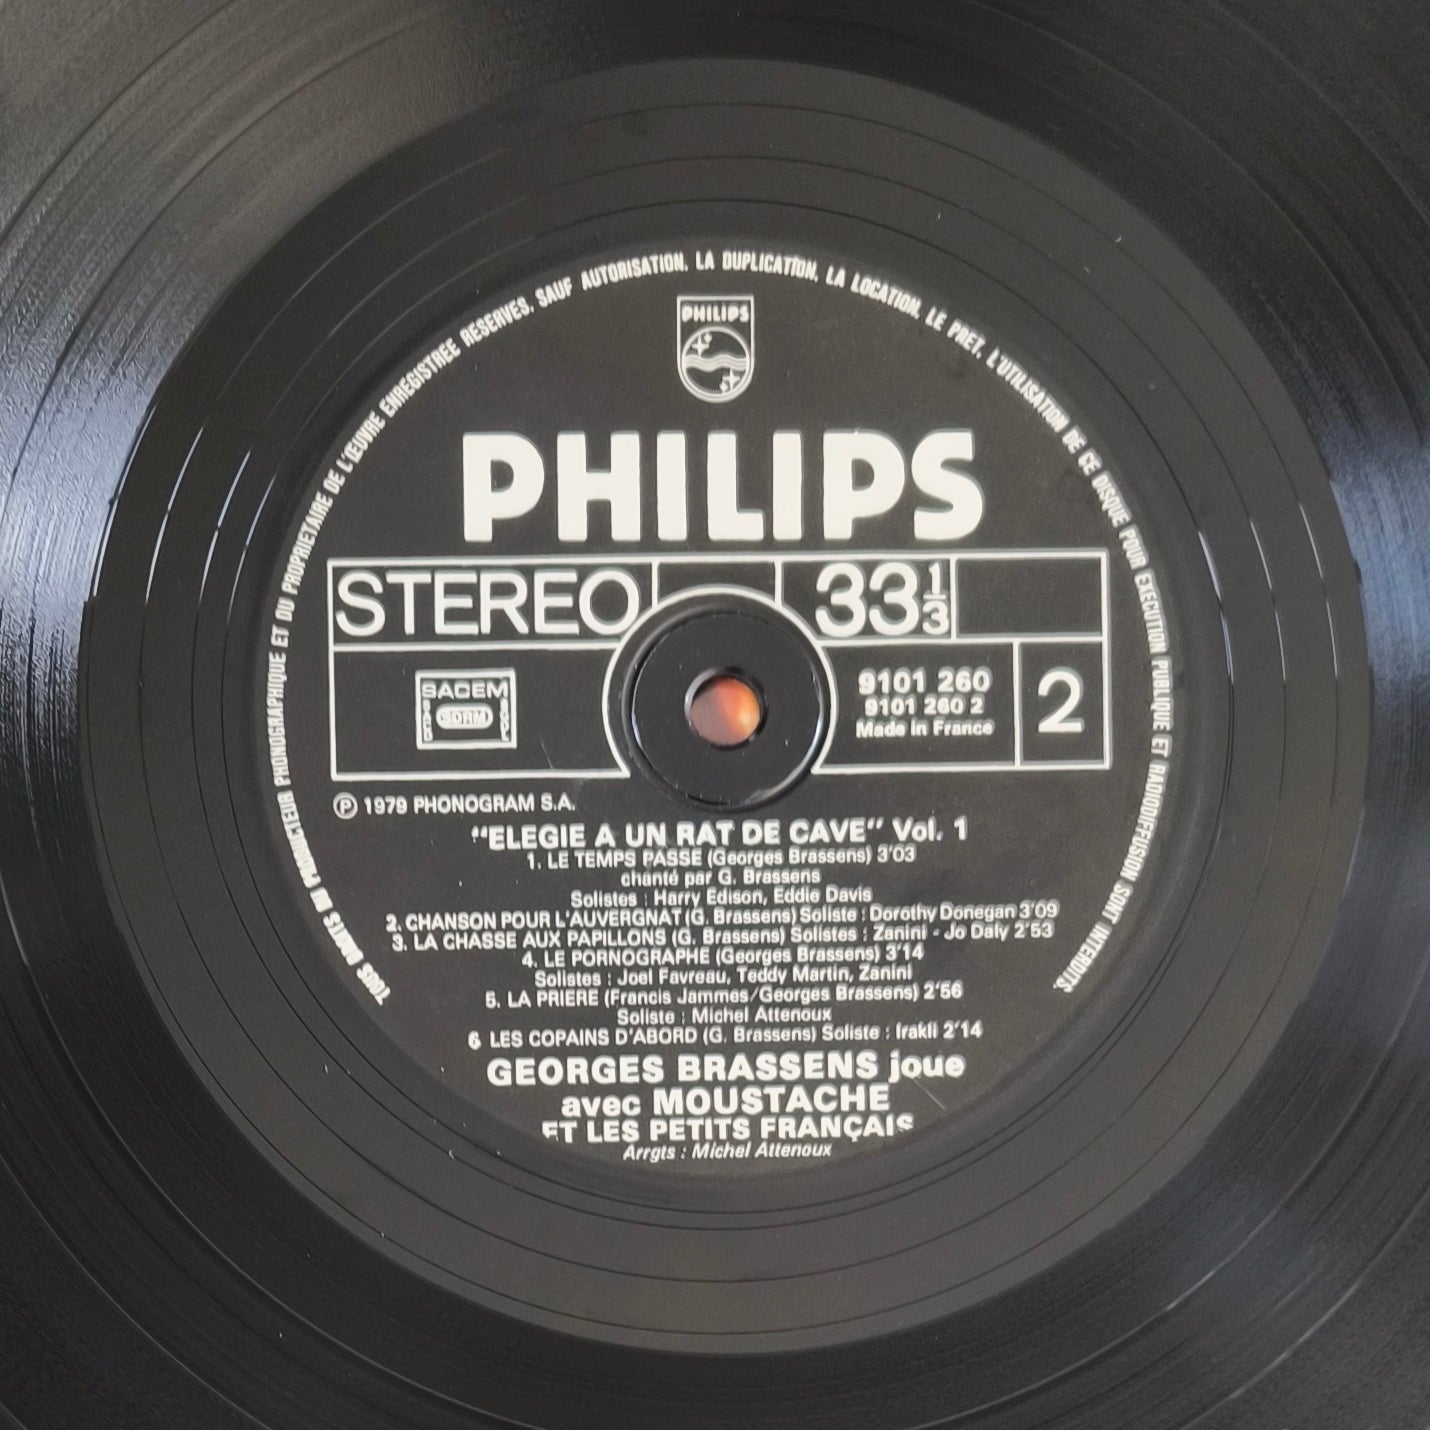 TOUS DROITS DU PRODUCTEUR PHONOGRAPHIQUE ET DU PROPRIETAIRE DE L'ŒUVRE ENREGISTREE RESERVES. SAUF AUTORISATION, LA DUPLICATION, LA LOCATION, LE PRET, L'UTILISATION DE CE DISQUE POUR EXECUTION PUBLIQUE ET RADIODIFFUSION SONT INTERDITS.
PHILIPS
PHILIPS
STEREO 33 1/3
SACEM
SDRM
9101 260
9101 260 2
Made in France
2
℗ 1979 PHONOGRAM S.A.
"ELEGIE A UN RAT DE CAVE" Vol. 1
1. LE TEMPS PASSE (Georges Brassens) 3'03
chanté par G. Brassens
Solistes : Harry Edison, Eddie Davis
2. CHANSON POUR L'AUVERGNAT (G. Brassens) Soliste : Dorothy Donegan 3'09
3. LA CHASSE AUX PAPILLONS (G. Brassens) Solistes : Zanini - Jo Daly 2'53
4. LE PORNOGRAPHE (Georges Brassens) 3'14
Solistes : Joel Favreau, Teddy Martin, Zanini
5. LA PRIERE (Francis Jammes/Georges Brassens) 2'56
Soliste : Michel Attenoux
6 LES COPAINS D'ABORD (G. Brassens) Soliste : Irakli 2'14
GEORGES BRASSENS joue
avec MOUSTACHE
ET LES PETITS FRANÇAIS
Arrgts : Michel Attenoux